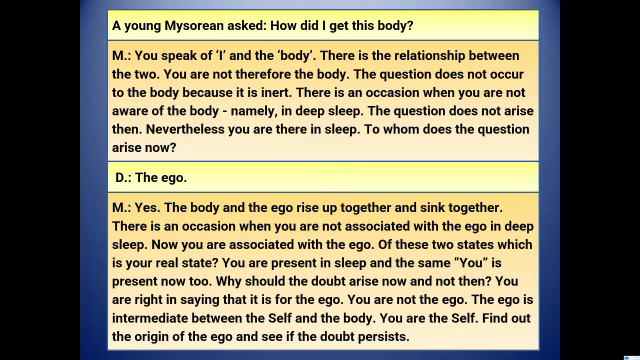 A young Mysorean asked: How did I get this body?
M.: You speak of ‘I’ and the ‘body’. There is the relationship between
the two. You are not therefore the body. The question does not occur
to the body because it is inert. There is an occasion when you are not
aware of the body - namely, in deep sleep. The question does not arise
then. Nevertheless you are there in sleep. To whom does the question
arise now?
D.: The ego.
M.: Yes. The body and the ego rise up together and sink together.
There is an occasion when you are not associated with the ego in deep
sleep. Now you are associated with the ego. Of these two states which
is your real state? You are present in sleep and the same “You” is
present now too. Why should the doubt arise now and not then? You
are right in saying that it is for the ego. You are not the ego. The ego is
intermediate between the Self and the body. You are the Self. Find out
the origin of the ego and see if the doubt persists.